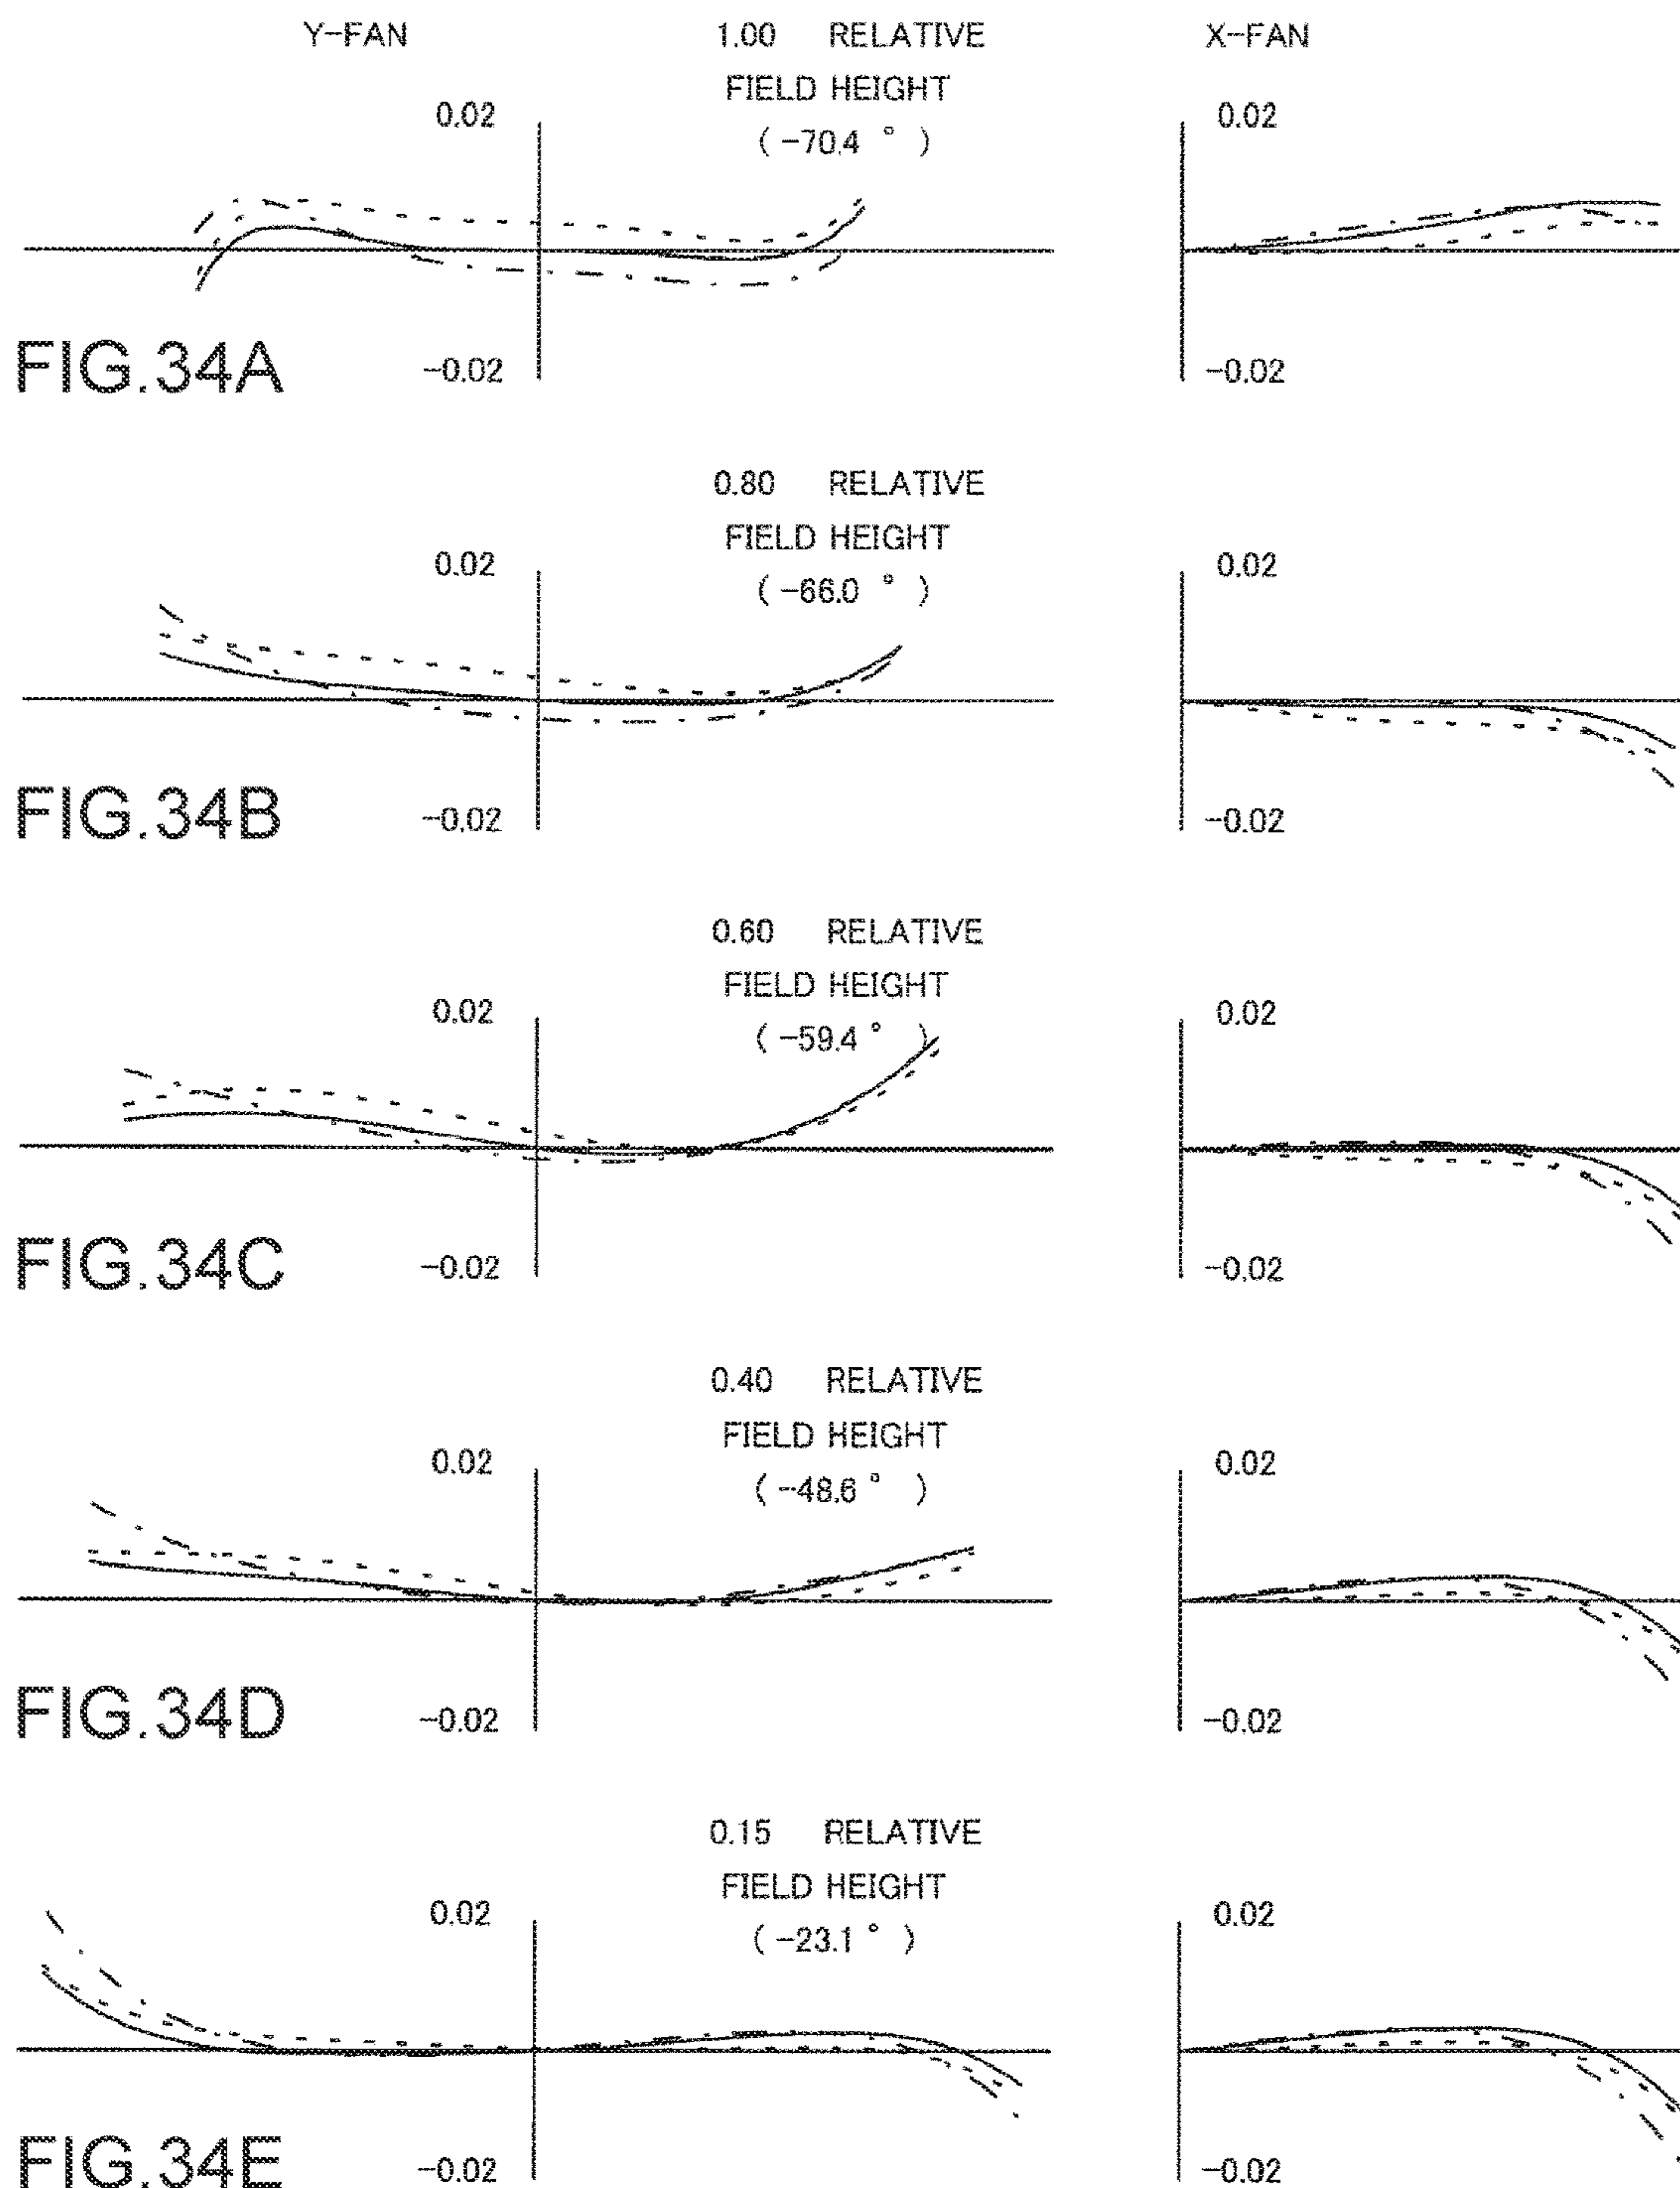 Y-FAN 1.00 RELATIVE X-FAN
FIELD HEIGHT
0.02 ( -70.4 ° ) 0.02
FIG.34A -0.02 -0.02
0.80 RELATIVE
FIELD HEIGHT
0.02 ( -66.0 ° ) 0.02
FIG.34B -0.02 -0.02
0.60 RELATIVE
FIELD HEIGHT
0.02 ( -59.4 ° ) 0.02
FIG.34C -0.02 -0.02
0.40 RELATIVE
FIELD HEIGHT
0.02 ( -48.6 ° ) 0.02
FIG.34D -0.02 -0.02
0.15 RELATIVE
FIELD HEIGHT
0.02 ( -23.1 ° ) 0.02
FIG.34E -0.02 -0.02